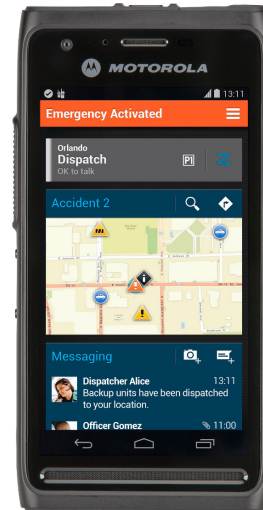 MOTOROLA
13:11
Emergency Activated
Orlando
Dispatch
OK to talk
P1
Accident 2
Messaging
Dispatcher Alice 13:11
Backup units have been dispatched
to your location.
Officer Gomez 11:00